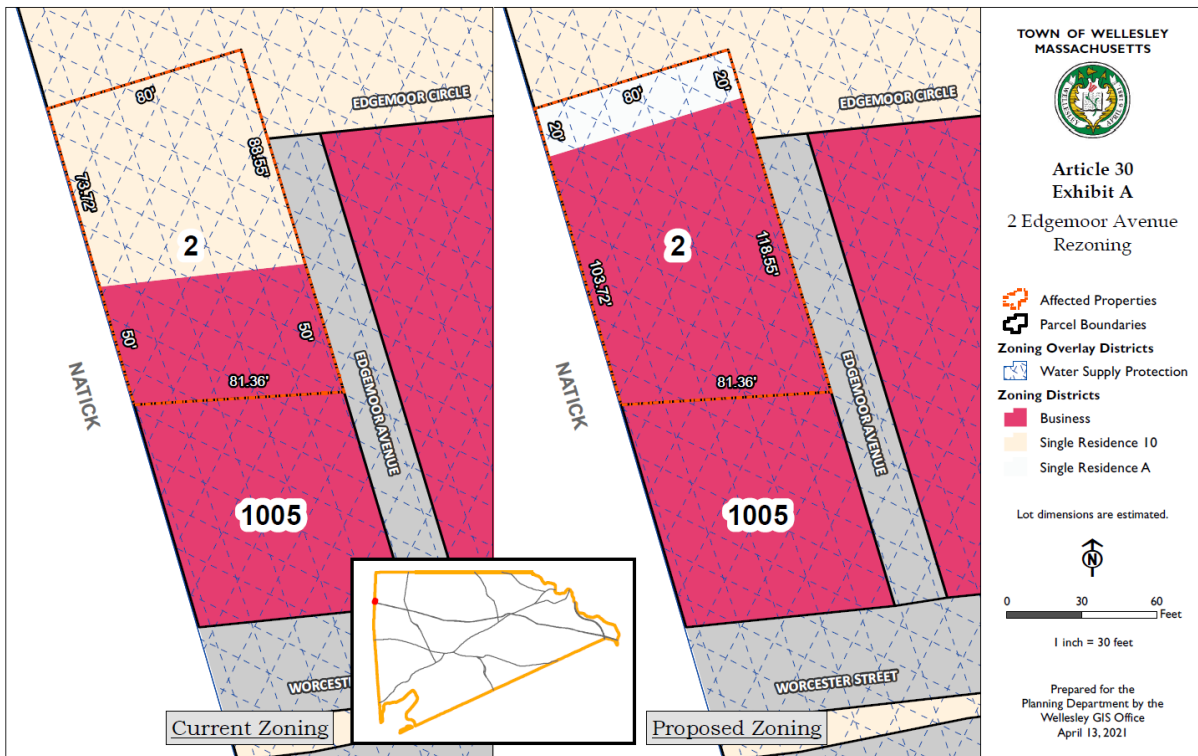 80'
EDGEMOOR CIRCLE
88.55'
73.72'
2
50'
50'
81.36'
NATICK
EDGEMOOR AVENUE
1005
WORCESTER
Current Zoning
20'
80'
20'
EDGEMOOR CIRCLE
2
118.55'
103.72'
81.36'
NATICK
EDGEMOOR AVENUE
1005
WORCESTER STREET
Proposed Zoning
TOWN OF WELLESLEY
MASSACHUSETTS
Article 30
Exhibit A
2 Edgemoor Avenue
Rezoning
Affected Properties
Parcel Boundaries
Zoning Overlay Districts
Water Supply Protection
Zoning Districts
Business
Single Residence 10
Single Residence A
Lot dimensions are estimated.
N
0 30 60
Feet
1 inch = 30 feet
Prepared for the
Planning Department by the
Wellesley GIS Office
April 13, 2021